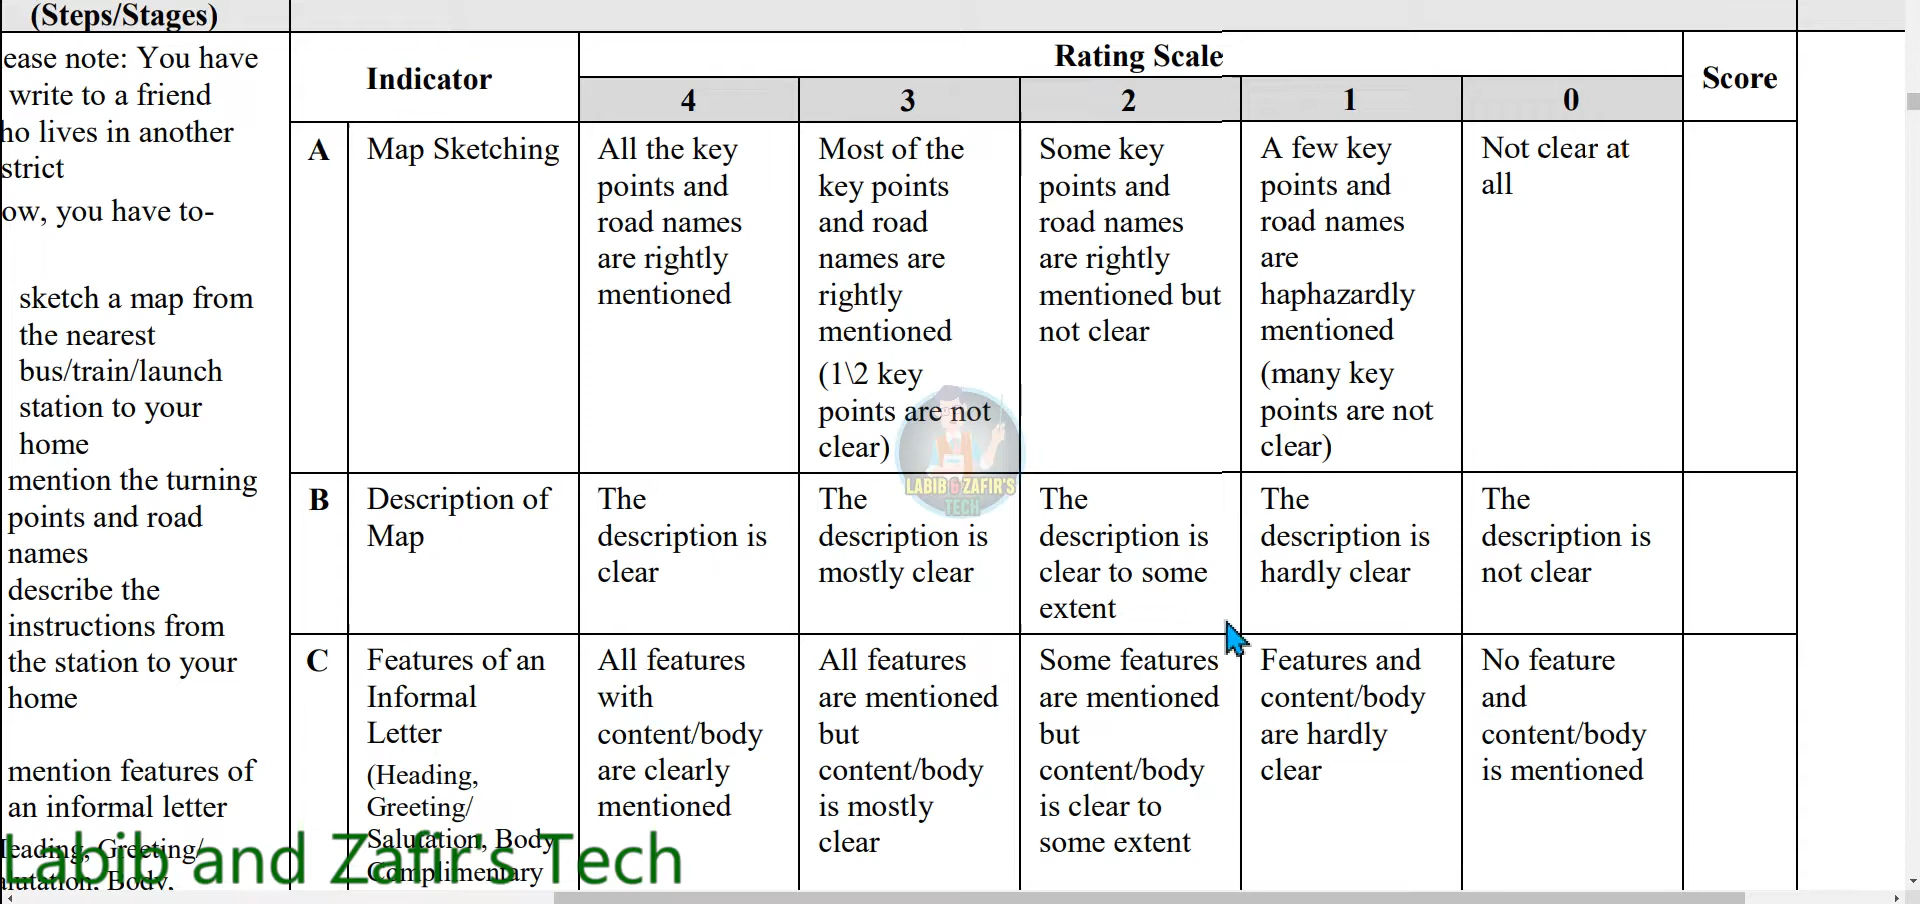 (Steps/Stages)
ease note: You have
write to a friend
ho lives in another
strict
ow, you have to-
sketch a map from
the nearest
bus/train/launch
station to your
home
mention the turning
points and road
names
describe the
instructions from
the station to your
home
mention features of
an informal letter
eading, Greeting/
alutation, Body,
Indicator
Rating Scale
Score
4
3
2
1
0
A
Map Sketching
All the key
points and
road names
are rightly
mentioned
Most of the
key points
and road
names are
rightly
mentioned
(1\2 key
points are not
clear)
Some key
points and
road names
are rightly
mentioned but
not clear
A few key
points and
road names
are
haphazardly
mentioned
(many key
points are not
clear)
Not clear at
all
B
Description of
Map
The
description is
clear
The
description is
mostly clear
The
description is
clear to some
extent
The
description is
hardly clear
The
description is
not clear
C
Features of an
Informal
Letter
(Heading,
Greeting/
Salutation, Body
Complimentary
All features
with
content/body
are clearly
mentioned
All features
are mentioned
but
content/body
is mostly
clear
Some features
are mentioned
but
content/body
is clear to
some extent
Features and
content/body
are hardly
clear
No feature
and
content/body
is mentioned
LABIB & ZAFIR'S
TECH
Labib and Zafir's Tech